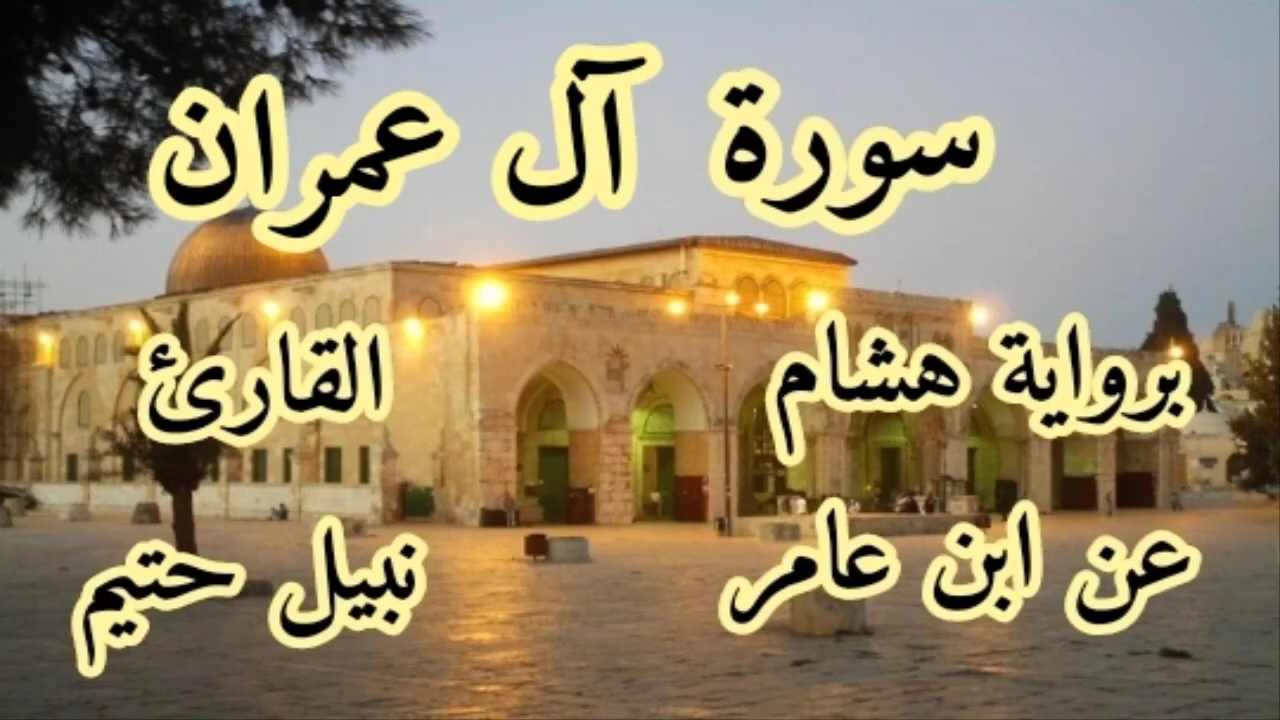 سورة آل عمران
برواية هشام
عن ابن عامر
القارئ
نبيل حتيم